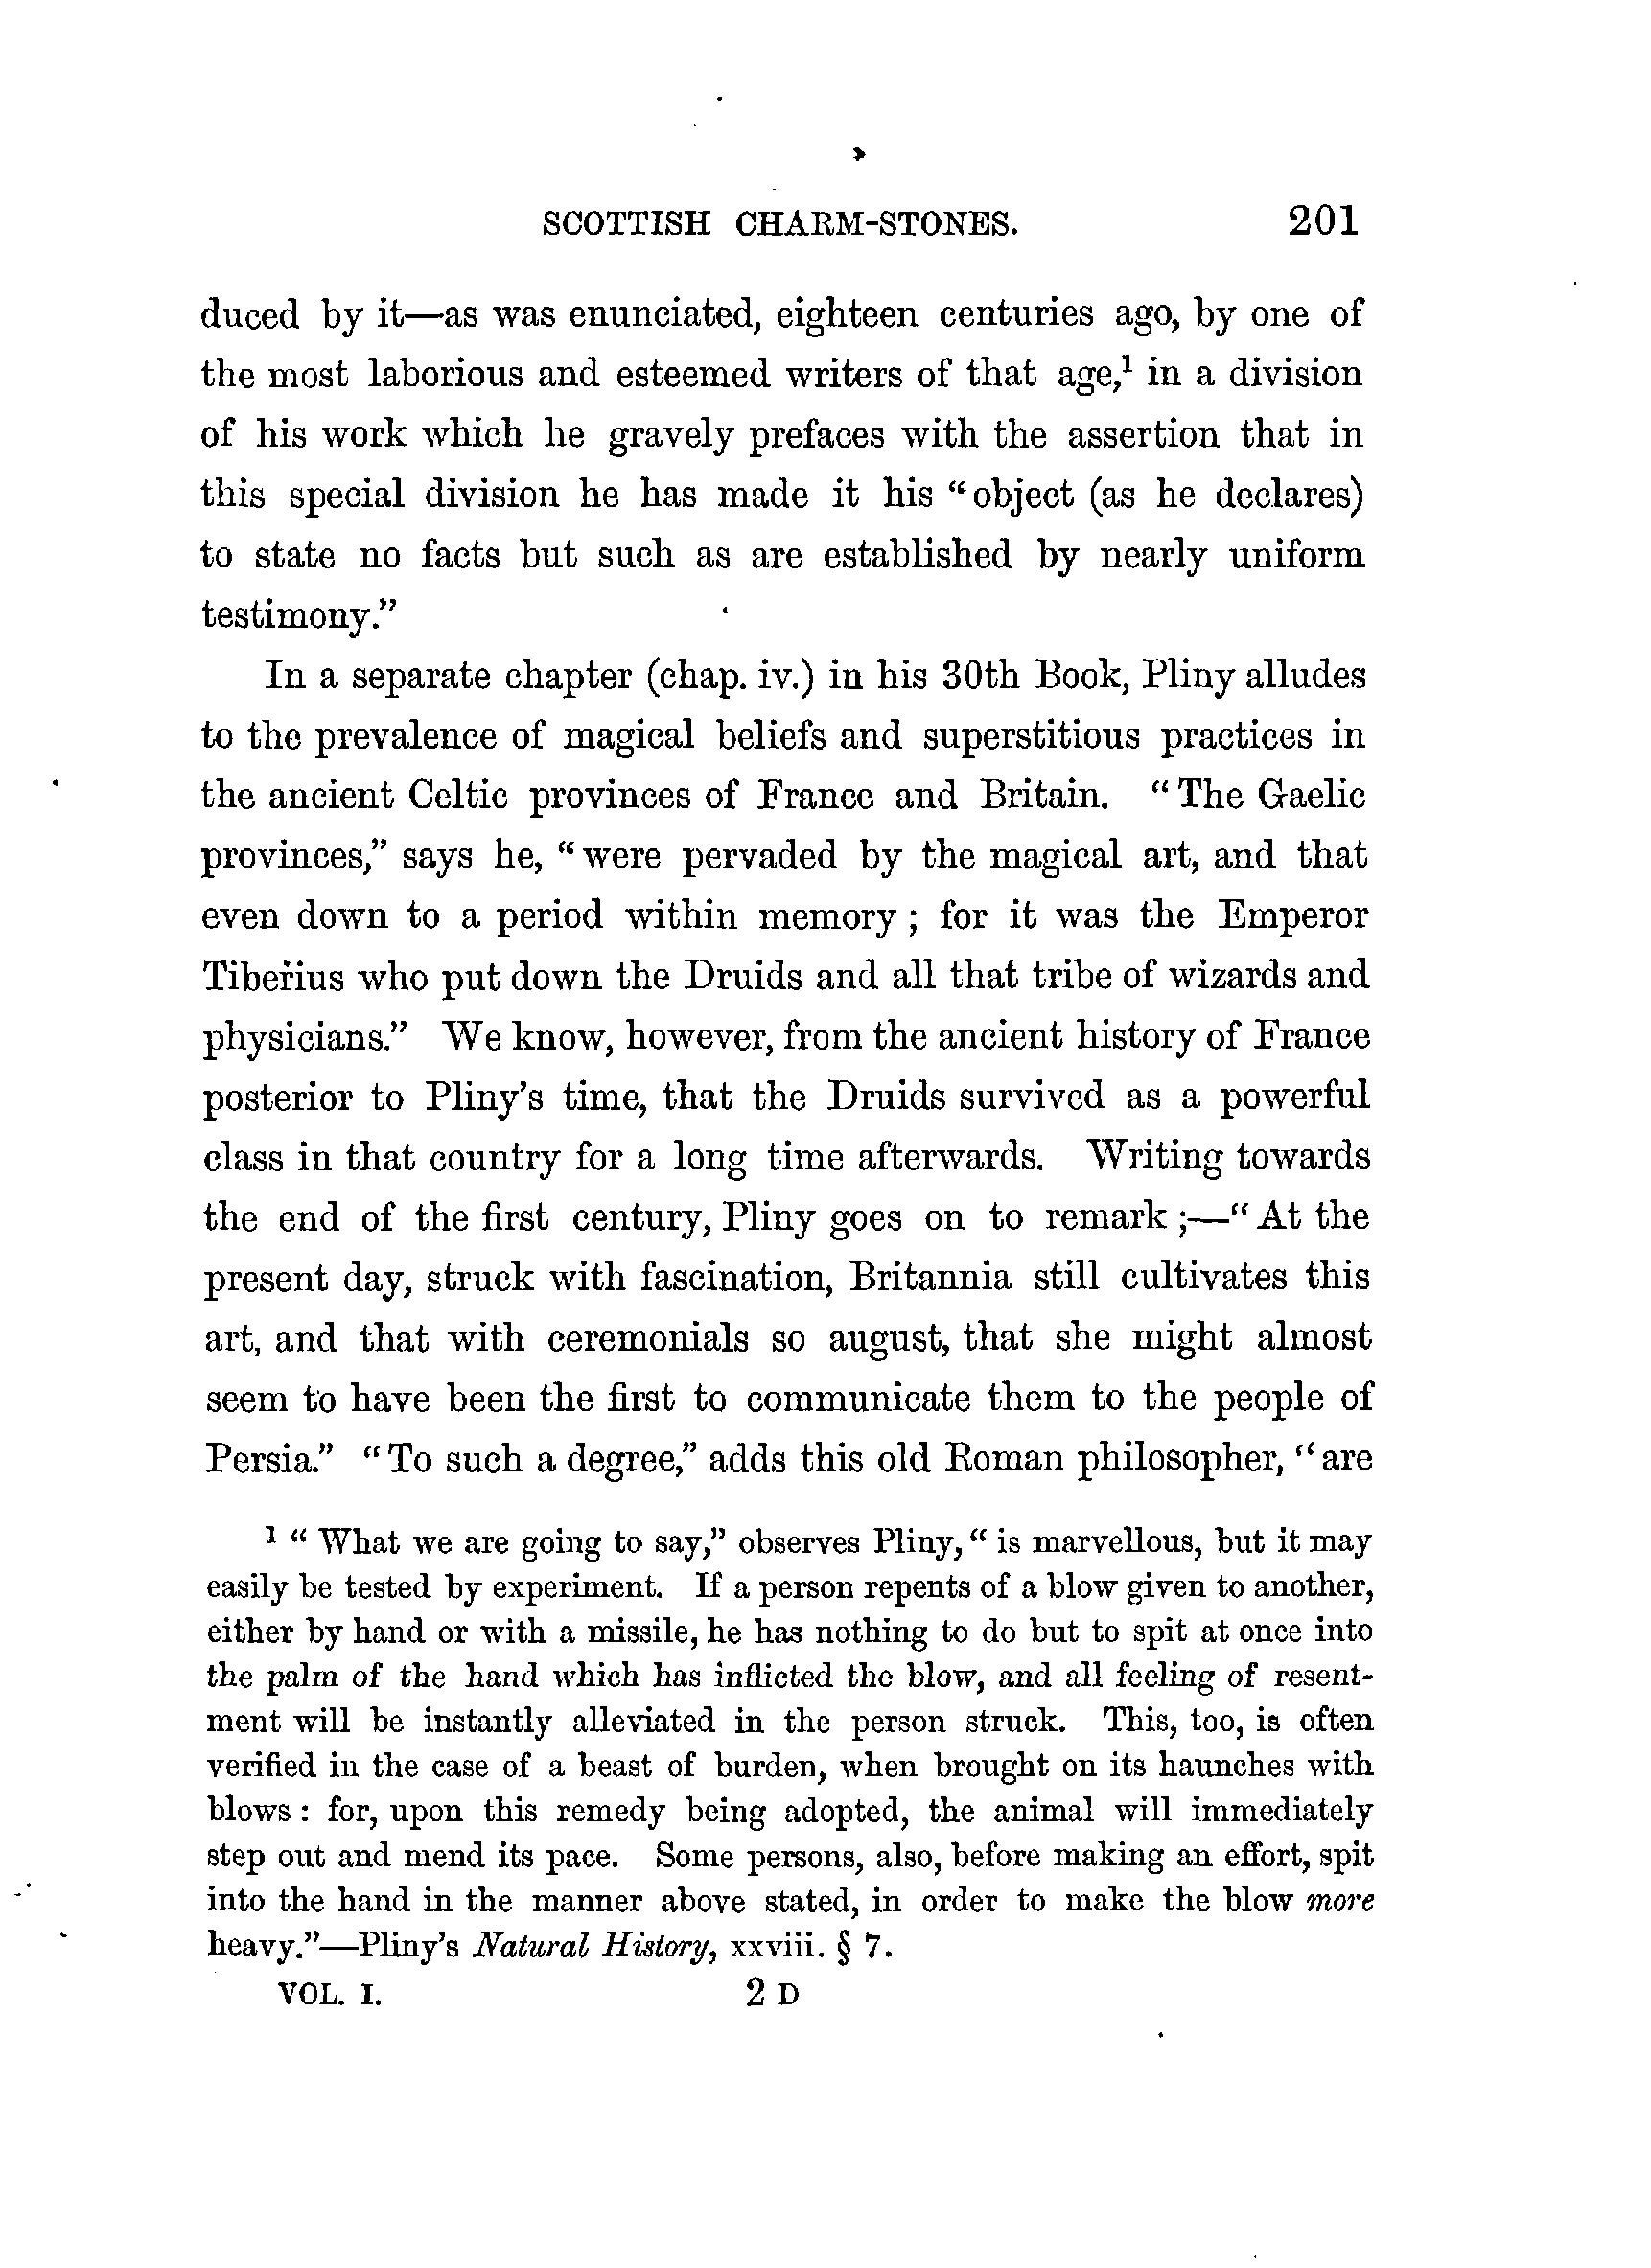 SCOTTISH CHARM-STONES. 201
duced by it—as was enunciated, eighteen centuries ago, by one of
the most laborious and esteemed writers of that age,¹ in a division
of his work which he gravely prefaces with the assertion that in
this special division he has made it his “object (as he declares)
to state no facts but such as are established by nearly uniform
testimony.”
In a separate chapter (chap. iv.) in his 30th Book, Pliny alludes
to the prevalence of magical beliefs and superstitious practices in
the ancient Celtic provinces of France and Britain. “The Gaelic
provinces,” says he, “were pervaded by the magical art, and that
even down to a period within memory; for it was the Emperor
Tiberius who put down the Druids and all that tribe of wizards and
physicians.” We know, however, from the ancient history of France
posterior to Pliny’s time, that the Druids survived as a powerful
class in that country for a long time afterwards. Writing towards
the end of the first century, Pliny goes on to remark;—“At the
present day, struck with fascination, Britannia still cultivates this
art, and that with ceremonials so august, that she might almost
seem to have been the first to communicate them to the people of
Persia.” “To such a degree,” adds this old Roman philosopher, “are
¹ “What we are going to say,” observes Pliny, “is marvellous, but it may
easily be tested by experiment. If a person repents of a blow given to another,
either by hand or with a missile, he has nothing to do but to spit at once into
the palm of the hand which has inflicted the blow, and all feeling of resent-
ment will be instantly alleviated in the person struck. This, too, is often
verified in the case of a beast of burden, when brought on its haunches with
blows: for, upon this remedy being adopted, the animal will immediately
step out and mend its pace. Some persons, also, before making an effort, spit
into the hand in the manner above stated, in order to make the blow more
heavy.”—Pliny’s Natural History, xxviii. § 7.
VOL. I. 2 D